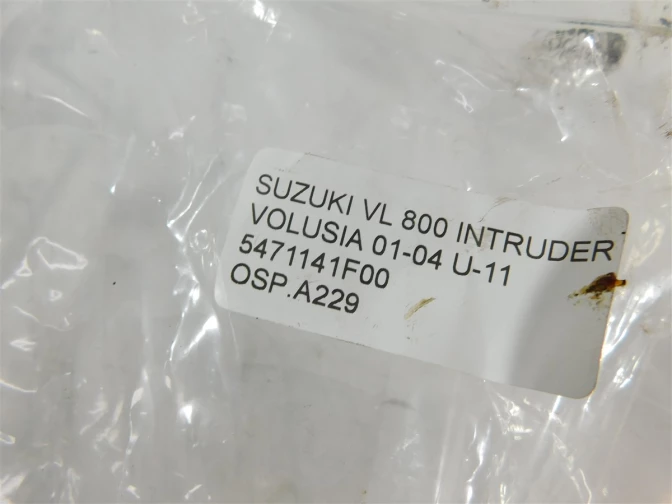 SUZUKI VL 800 INTRUDER
VOLUSIA 01-04 U-11
5471141F00
OSP.A229